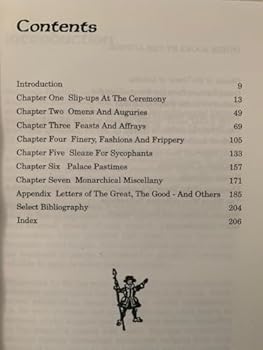 Contents
Introduction 9
Chapter One Slip-ups At The Ceremony 13
Chapter Two Omens And Auguries 49
Chapter Three Feasts And Affrays 69
Chapter Four Finery, Fashions And Frippery 105
Chapter Five Sleaze For Sycophants 133
Chapter Six Palace Pastimes 157
Chapter Seven Monarchical Miscellany 171
Appendix Letters of The Great, The Good - And Others 185
Select Bibliography 204
Index 206